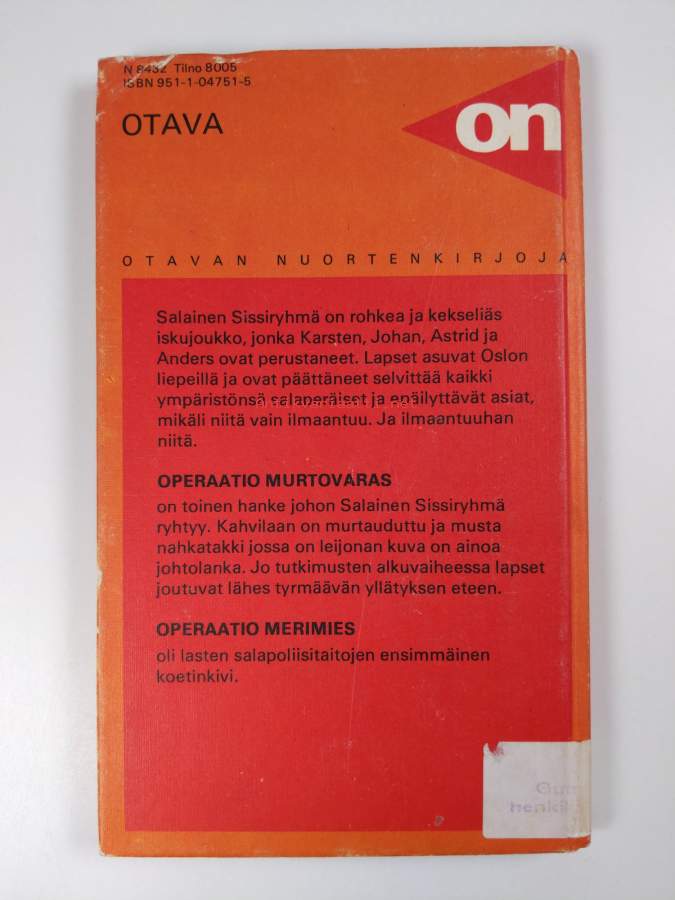 N 8432 Tilno 8005
ISBN 951-1-04751-5
OTAVA
on
OTAVAN NUORTENKIRJOJA
Salainen Sissiryhmä on rohkea ja kekseliäs
iskujoukko, jonka Karsten, Johan, Astrid ja
Anders ovat perustaneet. Lapset asuvat Oslon
liepeillä ja ovat päättäneet selvittää kaikki
ympäristönsä salaperäiset ja epäilyttävät asiat,
mikäli niitä vain ilmaantuu. Ja ilmaantuuhan
niitä.
OPERAATIO MURTOVARAS
on toinen hanke johon Salainen Sissiryhmä
ryhtyy. Kahvilaan on murtauduttu ja musta
nahkatakki jossa on leijonan kuva on ainoa
johtolanka. Jo tutkimusten alkuvaiheessa lapset
joutuvat lähes tyrmäävän yllätyksen eteen.
OPERAATIO MERIMIES
oli lasten salapoliisitaitojen ensimmäinen
koetinkivi.